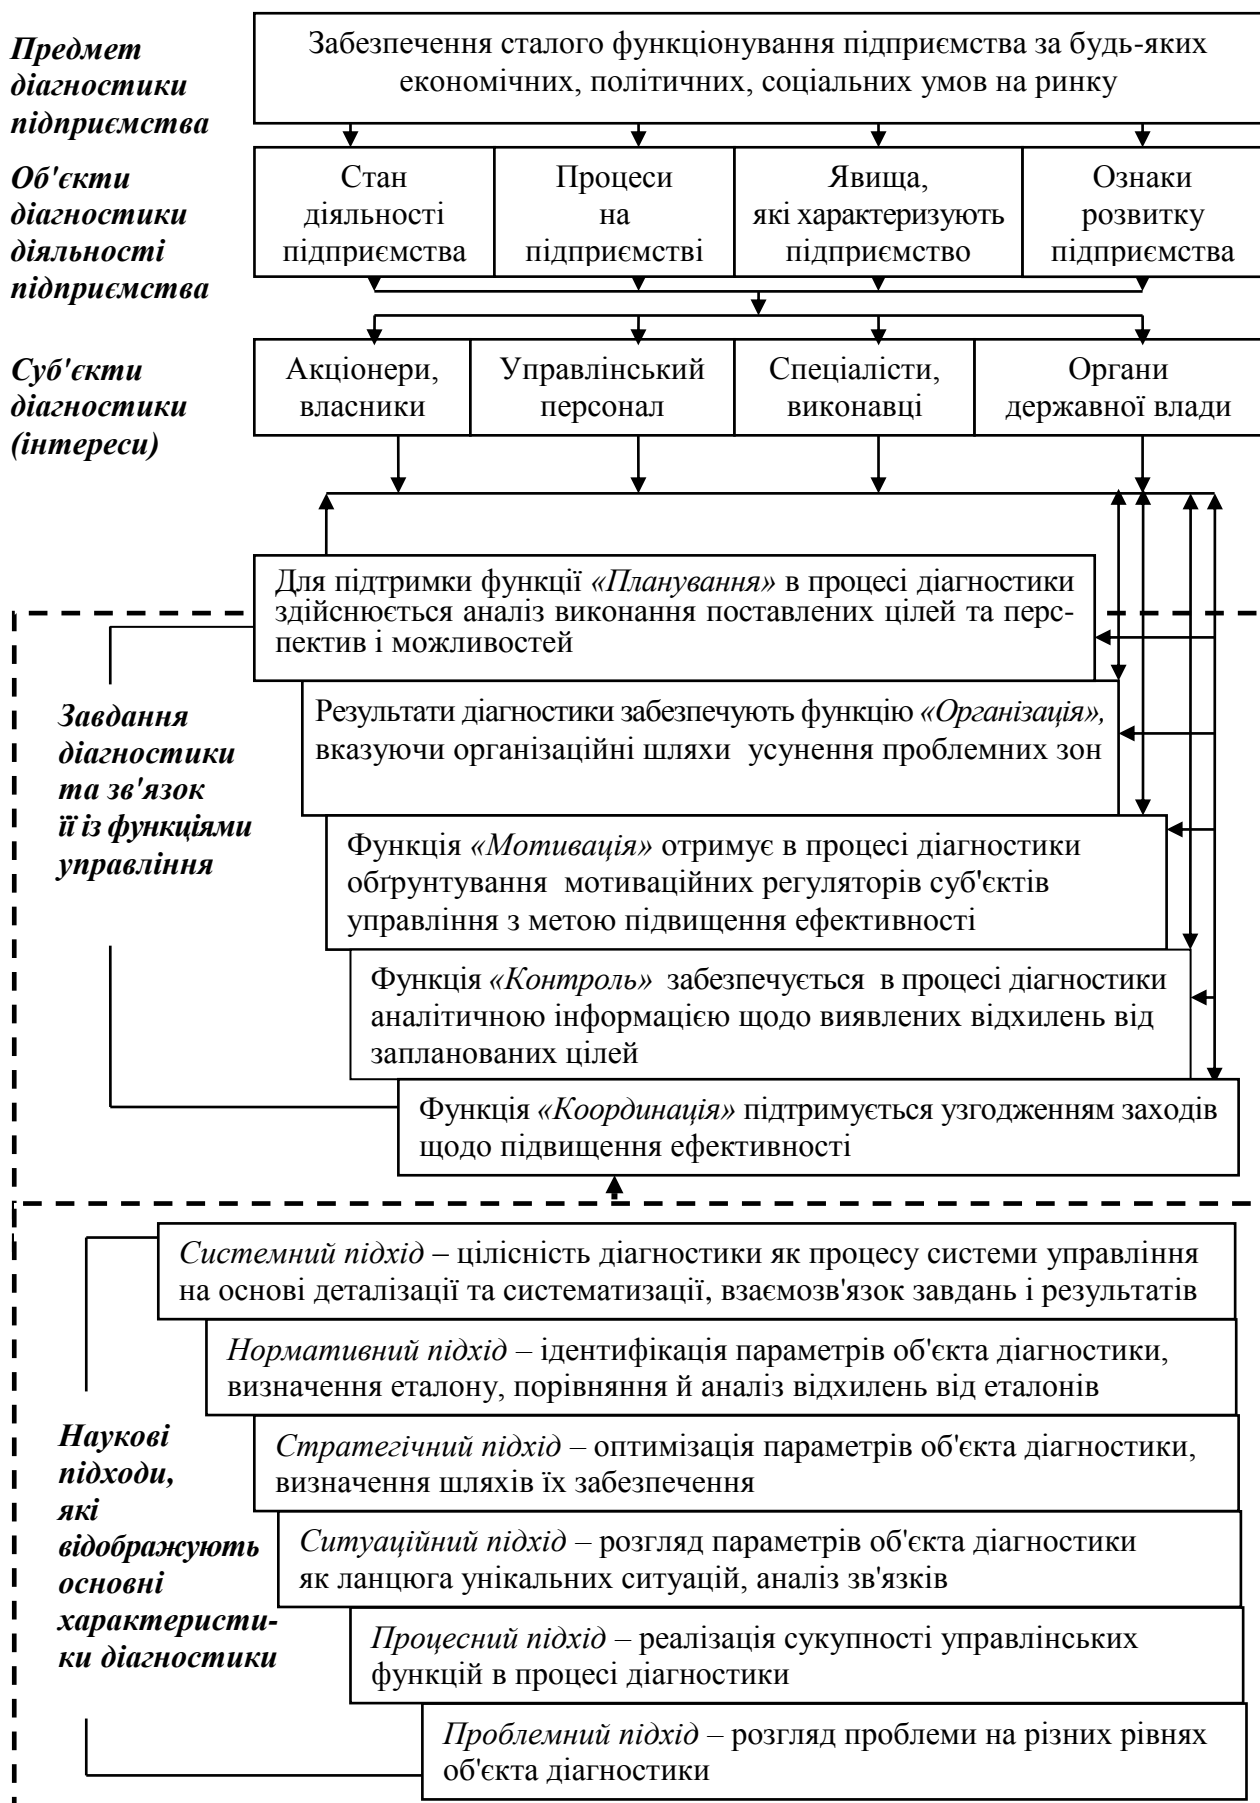 Предмет
діагностики
підприємства
Забезпечення сталого функціонування підприємства за будь-яких
економічних, політичних, соціальних умов на ринку
Об'єкти
діагностики
діяльності
підприємства
Стан
діяльності
підприємства
Процеси
на
підприємстві
Явища,
які характеризують
підприємство
Ознаки
розвитку
підприємства
Суб'єкти
діагностики
(інтереси)
Акціонери,
власники
Управлінський
персонал
Спеціалісти,
виконавці
Органи
державної влади
Для підтримки функції «Планування» в процесі діагностики
здійснюється аналіз виконання поставлених цілей та перс-
пектив і можливостей
Завдання
діагностики
та зв'язок
її із функціями
управління
Результати діагностики забезпечують функцію «Організація»,
вказуючи організаційні шляхи усунення проблемних зон
Функція «Мотивація» отримує в процесі діагностики
обґрунтування мотиваційних регуляторів суб'єктів
управління з метою підвищення ефективності
Функція «Контроль» забезпечується в процесі діагностики
аналітичною інформацією щодо виявлених відхилень від
запланованих цілей
Функція «Координація» підтримується узгодженням заходів
щодо підвищення ефективності
Системний підхід – цілісність діагностики як процесу системи управління
на основі деталізації та систематизації, взаємозв'язок завдань і результатів
Нормативний підхід – ідентифікація параметрів об'єкта діагностики,
визначення еталону, порівняння й аналіз відхилень від еталонів
Наукові
підходи,
які
відображують
основні
характеристи-
ки діагностики
Стратегічний підхід – оптимізація параметрів об'єкта діагностики,
визначення шляхів їх забезпечення
Ситуаційний підхід – розгляд параметрів об'єкта діагностики
як ланцюга унікальних ситуацій, аналіз зв'язків
Процесний підхід – реалізація сукупності управлінських
функцій в процесі діагностики
Проблемний підхід – розгляд проблеми на різних рівнях
об'єкта діагностики